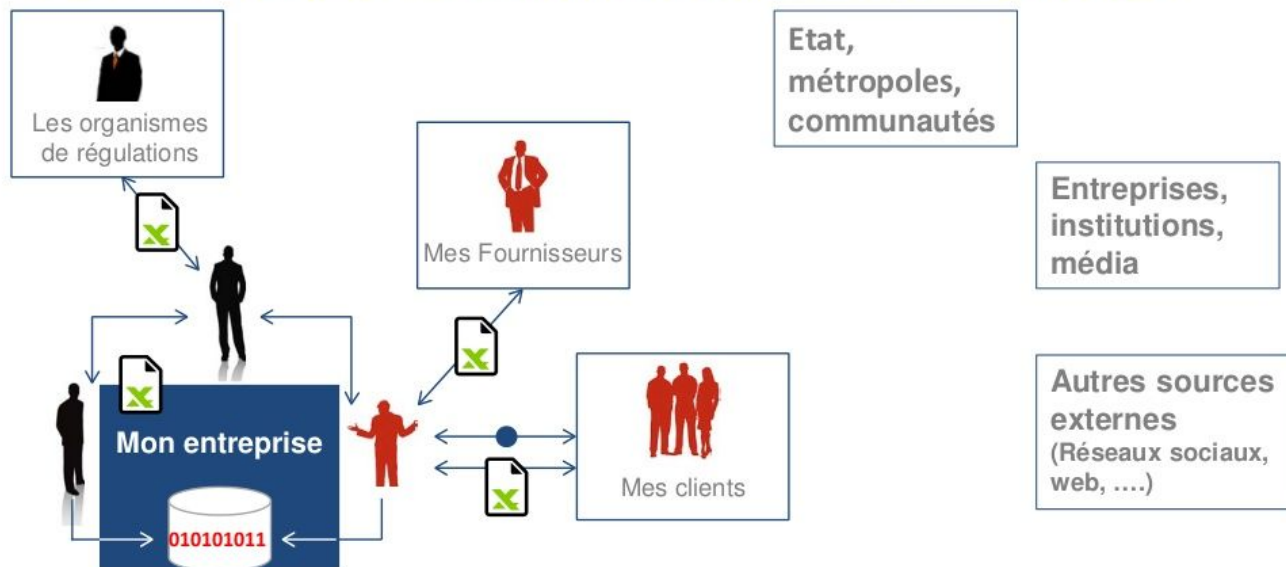 Etat,
métropoles,
communautés
Les organismes
de régulations
Entreprises,
institutions,
média
Mes Fournisseurs
Mon entreprise
Autres sources
externes
(Réseaux sociaux,
web, ....)
Mes clients
010101011